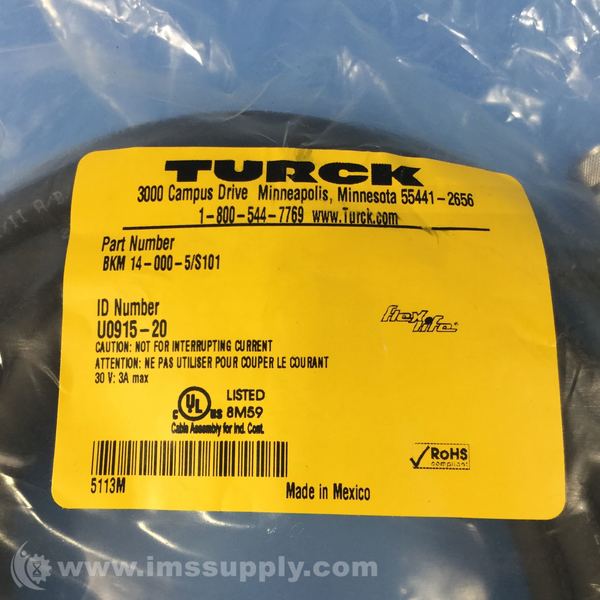 TURCK
3000 Campus Drive Minneapolis, Minnesota 55441-2656
1-800-544-7769 www.Turck.com
Part Number
BKM 14-000-5/S101
ID Number
U0915-20
CAUTION: NOT FOR INTERRUPTING CURRENT
ATTENTION: NE PAS UTILISER POUR COUPER LE COURANT
30 V: 3A max
flex life®
c UL us LISTED
8M59
Cable Assembly for Ind. Cont.
RoHS
compliant
5113M
Made in Mexico
www.imssupply.com